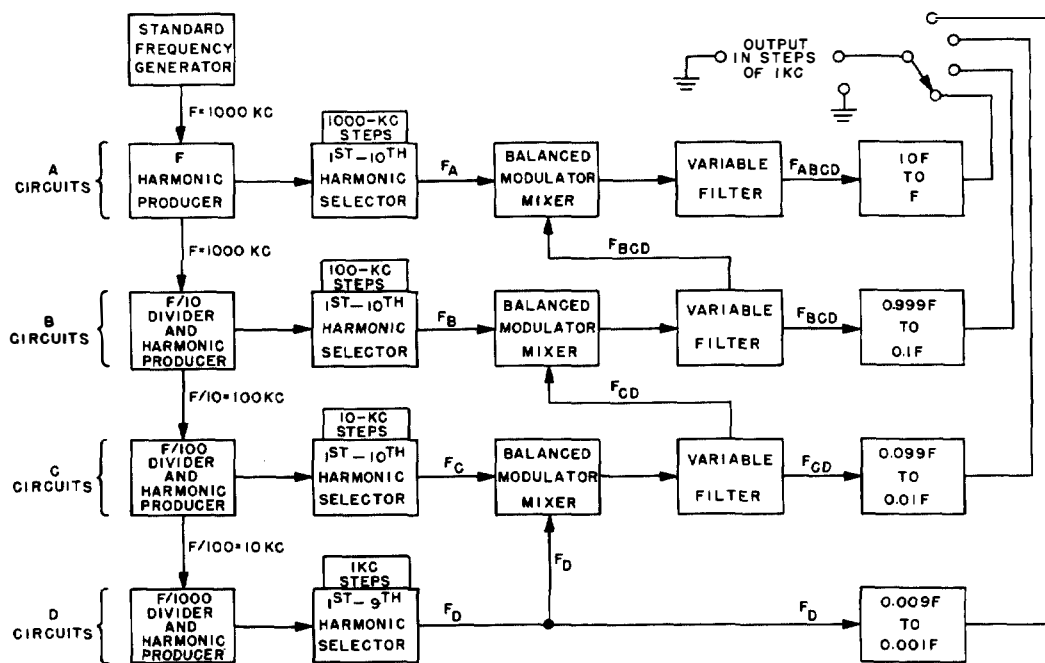 STANDARD
FREQUENCY
GENERATOR
OUTPUT
IN STEPS
OF 1KC
F=1000 KC
A
CIRCUITS
F
HARMONIC
PRODUCER
1000-KC
STEPS
1ST-10TH
HARMONIC
SELECTOR
FA
BALANCED
MODULATOR
MIXER
VARIABLE
FILTER
FABCD
10F
TO
F
F=1000 KC
FBCD
B
CIRCUITS
F/10
DIVIDER
AND
HARMONIC
PRODUCER
100-KC
STEPS
1ST-10TH
HARMONIC
SELECTOR
FB
BALANCED
MODULATOR
MIXER
VARIABLE
FILTER
FBCD
0.999F
TO
0.1F
F/10=100KC
FCD
C
CIRCUITS
F/100
DIVIDER
AND
HARMONIC
PRODUCER
10-KC
STEPS
1ST-10TH
HARMONIC
SELECTOR
FC
BALANCED
MODULATOR
MIXER
VARIABLE
FILTER
FCD
0.099F
TO
0.01F
F/100=10KC
FD
D
CIRCUITS
F/1000
DIVIDER
AND
HARMONIC
PRODUCER
1KC
STEPS
1ST-9TH
HARMONIC
SELECTOR
FD
FD
0.009F
TO
0.001F